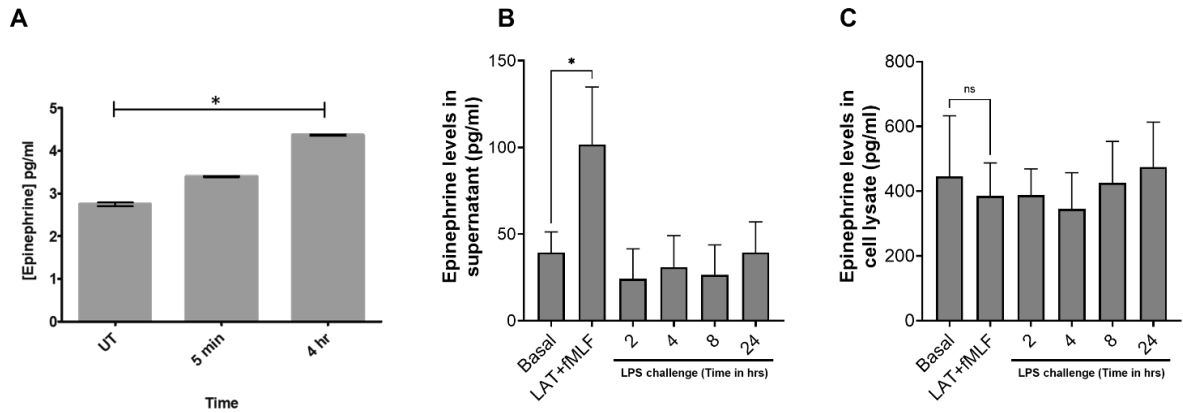 A
[Epinephrine] pg/ml
5
4
3
2
1
0
*
UT
5 min
4 hr
Time
B
Epinephrine levels in
supernatant (pg/ml)
150
100
50
0
*
Basal
LAT+fMLF
2
4
8
24
LPS challenge (Time in hrs)
C
Epinephrine levels in
cell lysate (pg/ml)
800
600
400
200
0
ns
Basal
LAT+fMLF
2
4
8
24
LPS challenge (Time in hrs)